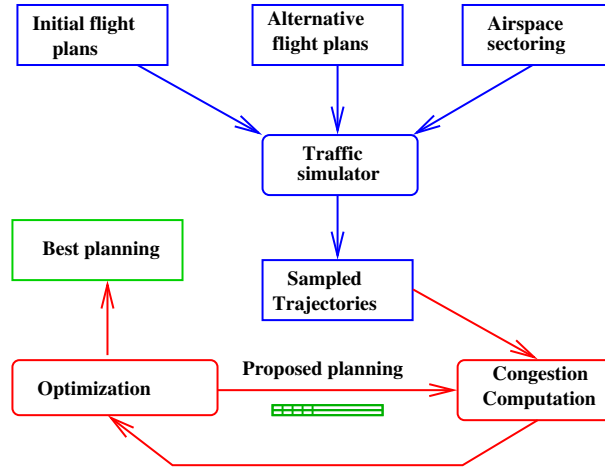 Initial flight
plans
Alternative
flight plans
Airspace
sectoring
Traffic
simulator
Best planning
Sampled
Trajectories
Optimization
Proposed planning
Congestion
Computation